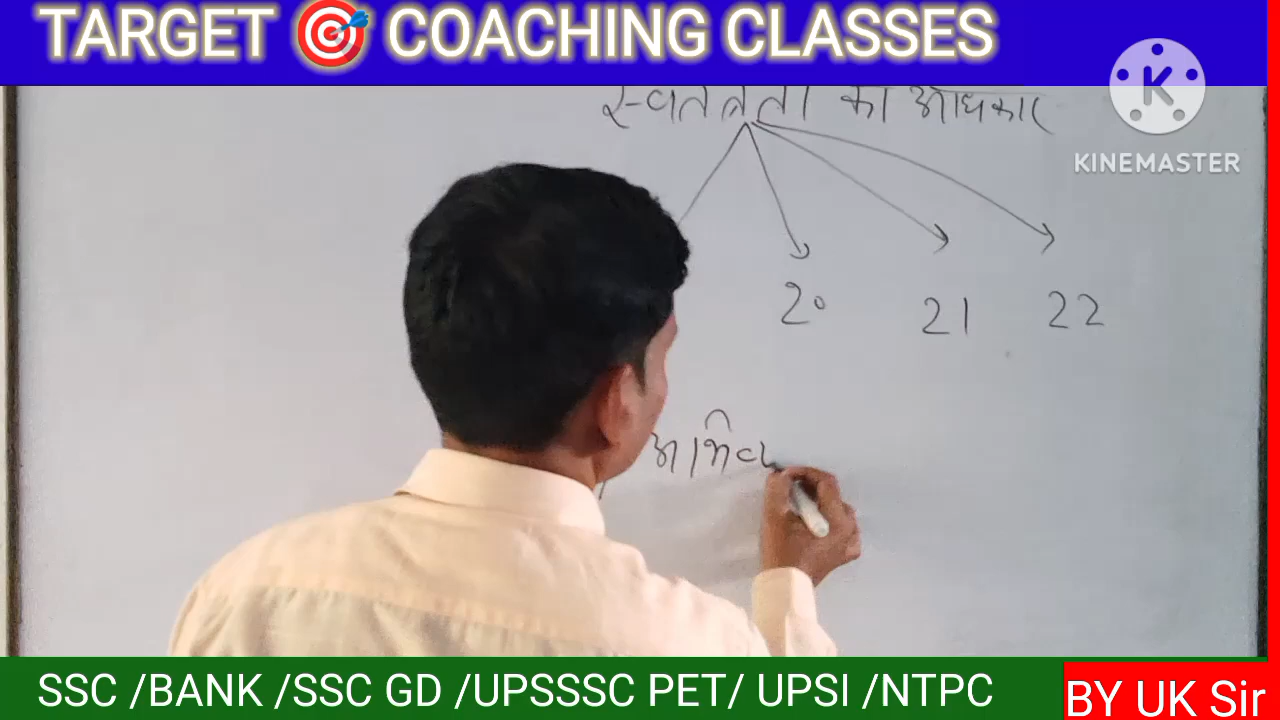 TARGET 🎯 COACHING CLASSES
स्वतंत्रता का अधिकार
KINEMASTER
20 21 22
अभिव्य
SSC /BANK /SSC GD /UPSSSC PET/ UPSI /NTPC
BY UK Sir